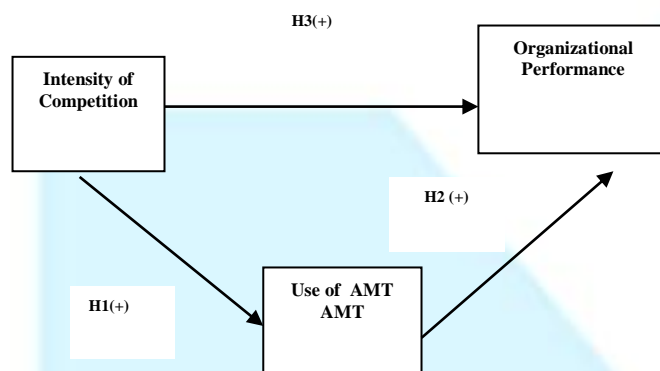 H3(+)
Organizational
Performance
Intensity of
Competition
H2 (+)
Use of AMT
AMT
H1(+)